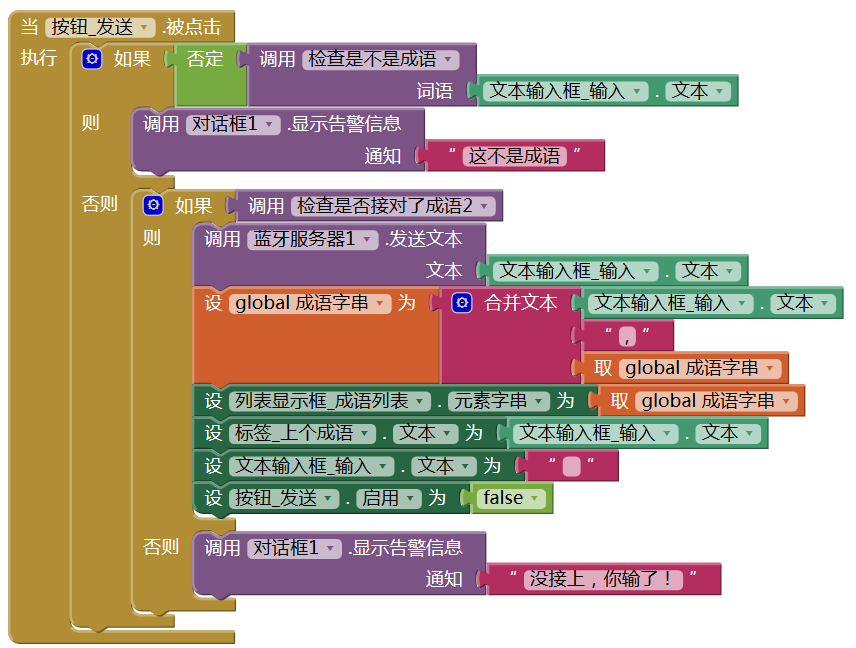 当 按钮_发送 .被点击
执行 如果 否定 调用 检查是不是成语
词语 文本输入框_输入 . 文本
则 调用 对话框1 .显示告警信息
通知 “ 这不是成语 ”
否则 如果 调用 检查是否接对了成语2
则 调用 蓝牙服务器1 .发送文本
文本 文本输入框_输入 . 文本
设 global 成语字串 为 合并文本 文本输入框_输入 . 文本
“ , ”
取 global 成语字串
设 列表显示框_成语列表 . 元素字串 为 取 global 成语字串
设 标签_上个成语 . 文本 为 文本输入框_输入 . 文本
设 文本输入框_输入 . 文本 为 “ ”
设 按钮_发送 . 启用 为 false
否则 调用 对话框1 .显示告警信息
通知 “ 没接上，你输了！ ”